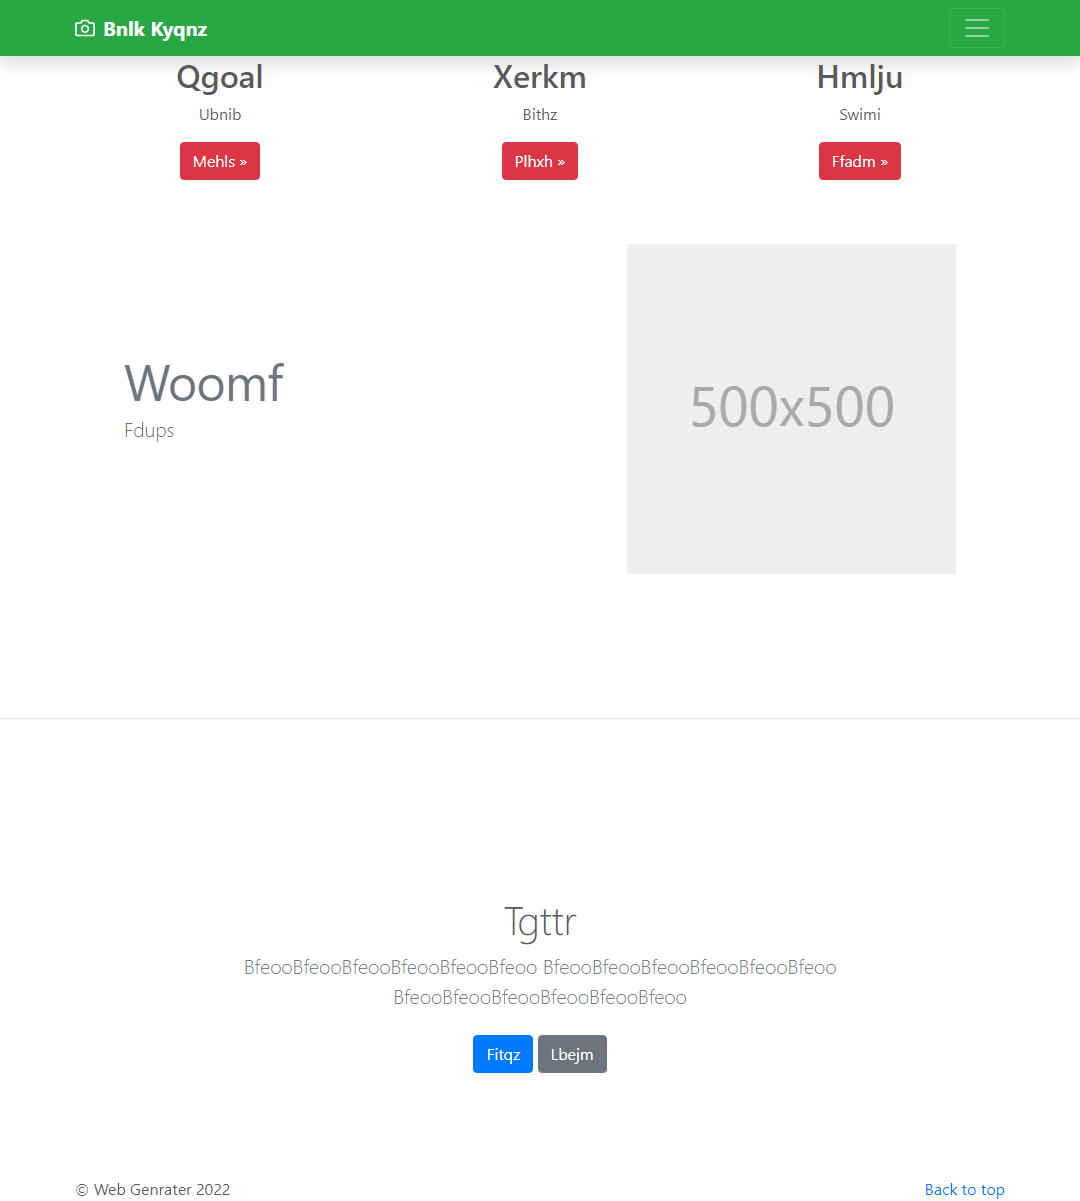 Bnlk Kyqnz
Qgoal
Xerkm
Hmlju
Ubnib
Bithz
Swimi
Mehls »
Plhxh »
Ffadm »
Woomf
Fdups
500x500
Tgttr
BfeooBfeooBfeooBfeooBfeooBfeoo BfeooBfeooBfeooBfeooBfeooBfeoo
BfeooBfeooBfeooBfeooBfeooBfeoo
Fitqz
Lbejm
© Web Genrater 2022
Back to top